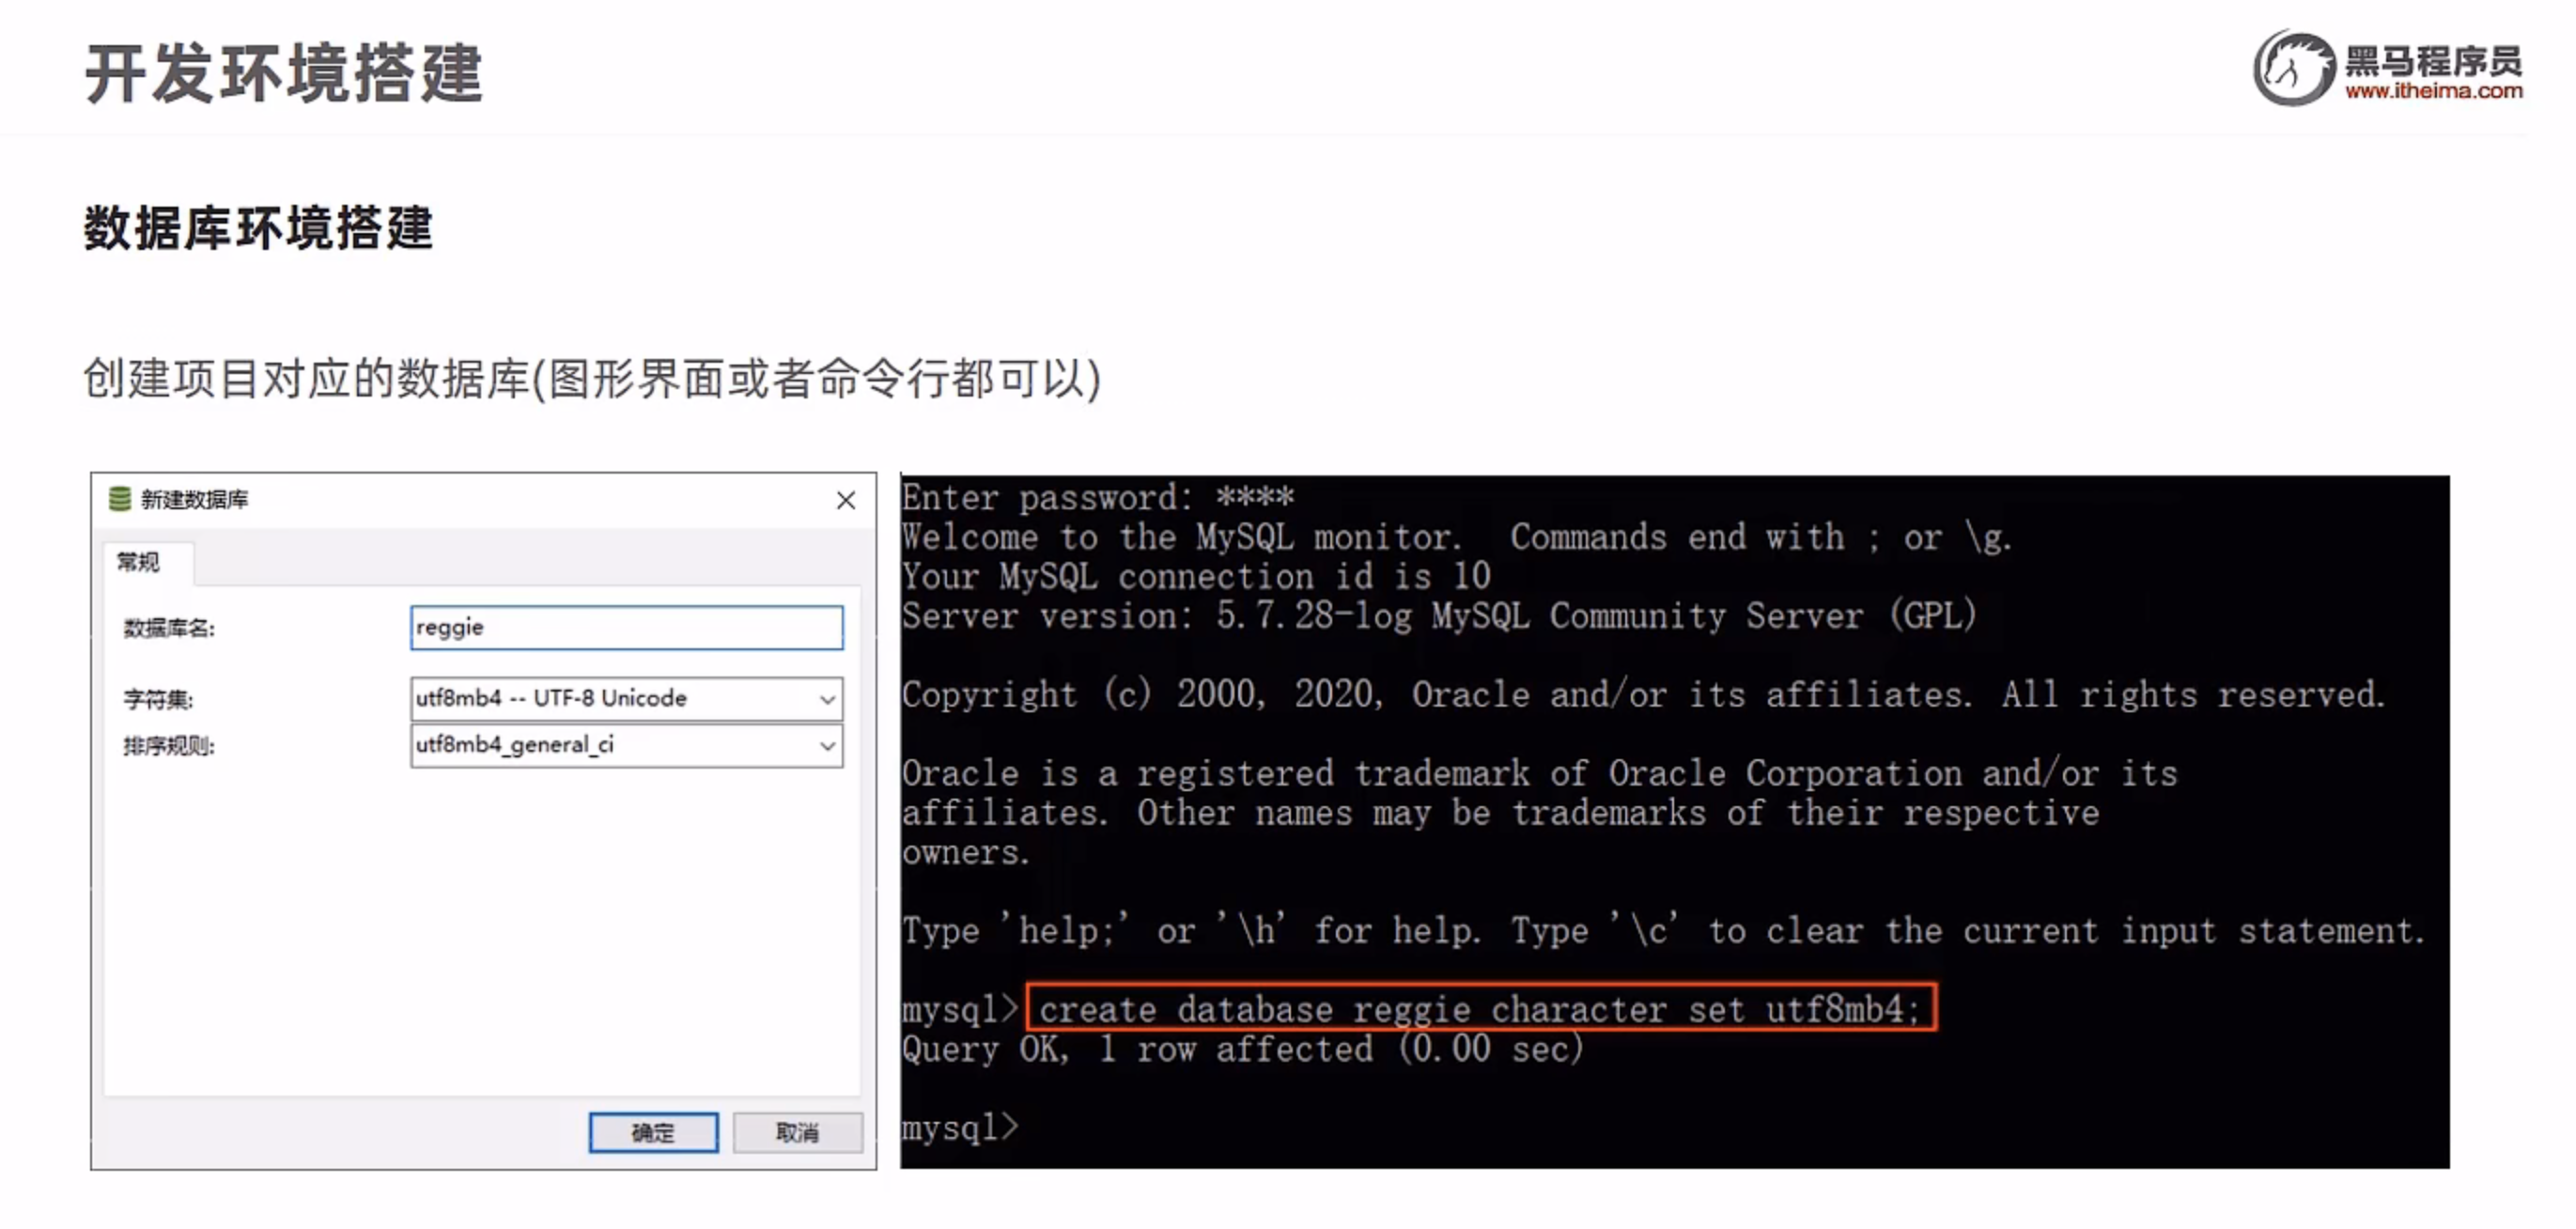 开发环境搭建
黑马程序员
www.itheima.com
数据库环境搭建
创建项目对应的数据库(图形界面或者命令行都可以)
新建数据库
常规
数据库名:
reggie
字符集:
utf8mb4 -- UTF-8 Unicode
排序规则:
utf8mb4_general_ci
确定
取消
Enter password: ****
Welcome to the MySQL monitor.  Commands end with ; or \g.
Your MySQL connection id is 10
Server version: 5.7.28-log MySQL Community Server (GPL)
Copyright (c) 2000, 2020, Oracle and/or its affiliates. All rights reserved.
Oracle is a registered trademark of Oracle Corporation and/or its
affiliates. Other names may be trademarks of their respective
owners.
Type 'help;' or '\h' for help. Type '\c' to clear the current input statement.
mysql> create database reggie character set utf8mb4;
Query OK, 1 row affected (0.00 sec)
mysql>